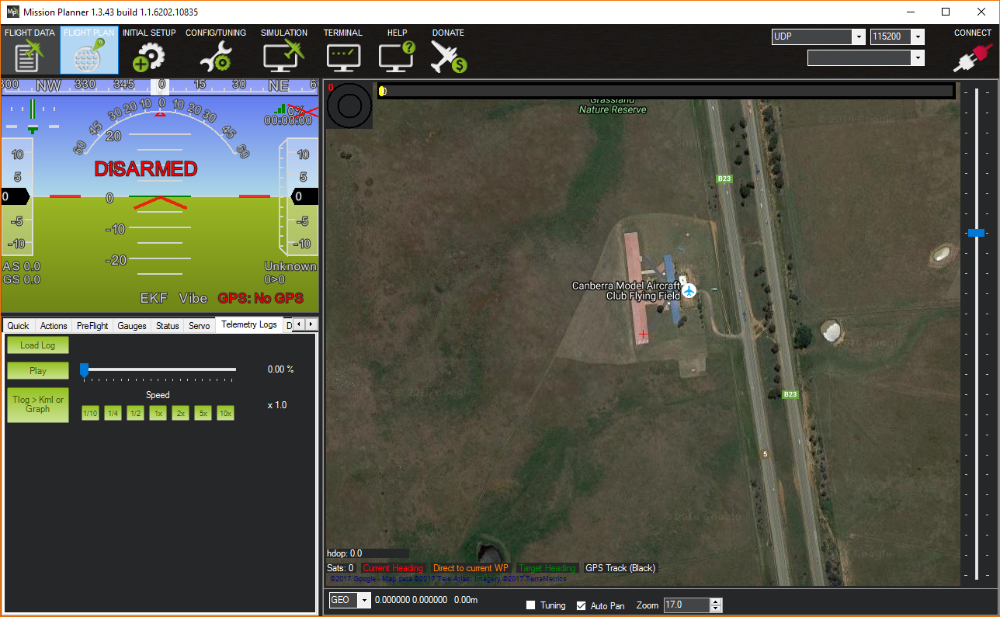 Mission Planner 1.3.43 build 1.1.6202.10835
FLIGHT DATA FLIGHT PLAN INITIAL SETUP CONFIG/TUNING SIMULATION TERMINAL HELP DONATE
UDP 115200 CONNECT
300 NW 330 345 0 15 30 NE 6
60 45 30 20 10 0 10 20 30 45 60
0%
00:00:00
20
DISARMED
0
-10
-20
10
5
0
-5
-10
10
5
0
-5
-10
AS 0.0
GS 0.0
Unknown
0>0
EKF Vibe GPS: No GPS
Quick Actions PreFlight Gauges Status Servo Telemetry Logs D
Load Log
Play
0.00 %
Tlog > Kml or
Graph
Speed
x 1.0
1/10 1/4 1/2 1x 2x 5x 10x
0
0
Grassland
Nature Reserve
B23
Canberra Model Aircraft
Club Flying Field
B23
5
hdop: 0.0
Sats: 0 Current Heading Direct to current WP Target Heading GPS Track (Black)
©2017 Google - Map data ©2017 Tele Atlas, Imagery ©2017 TerraMetrics
GEO 0.000000 0.000000 0.00m
Tuning Auto Pan Zoom 17.0